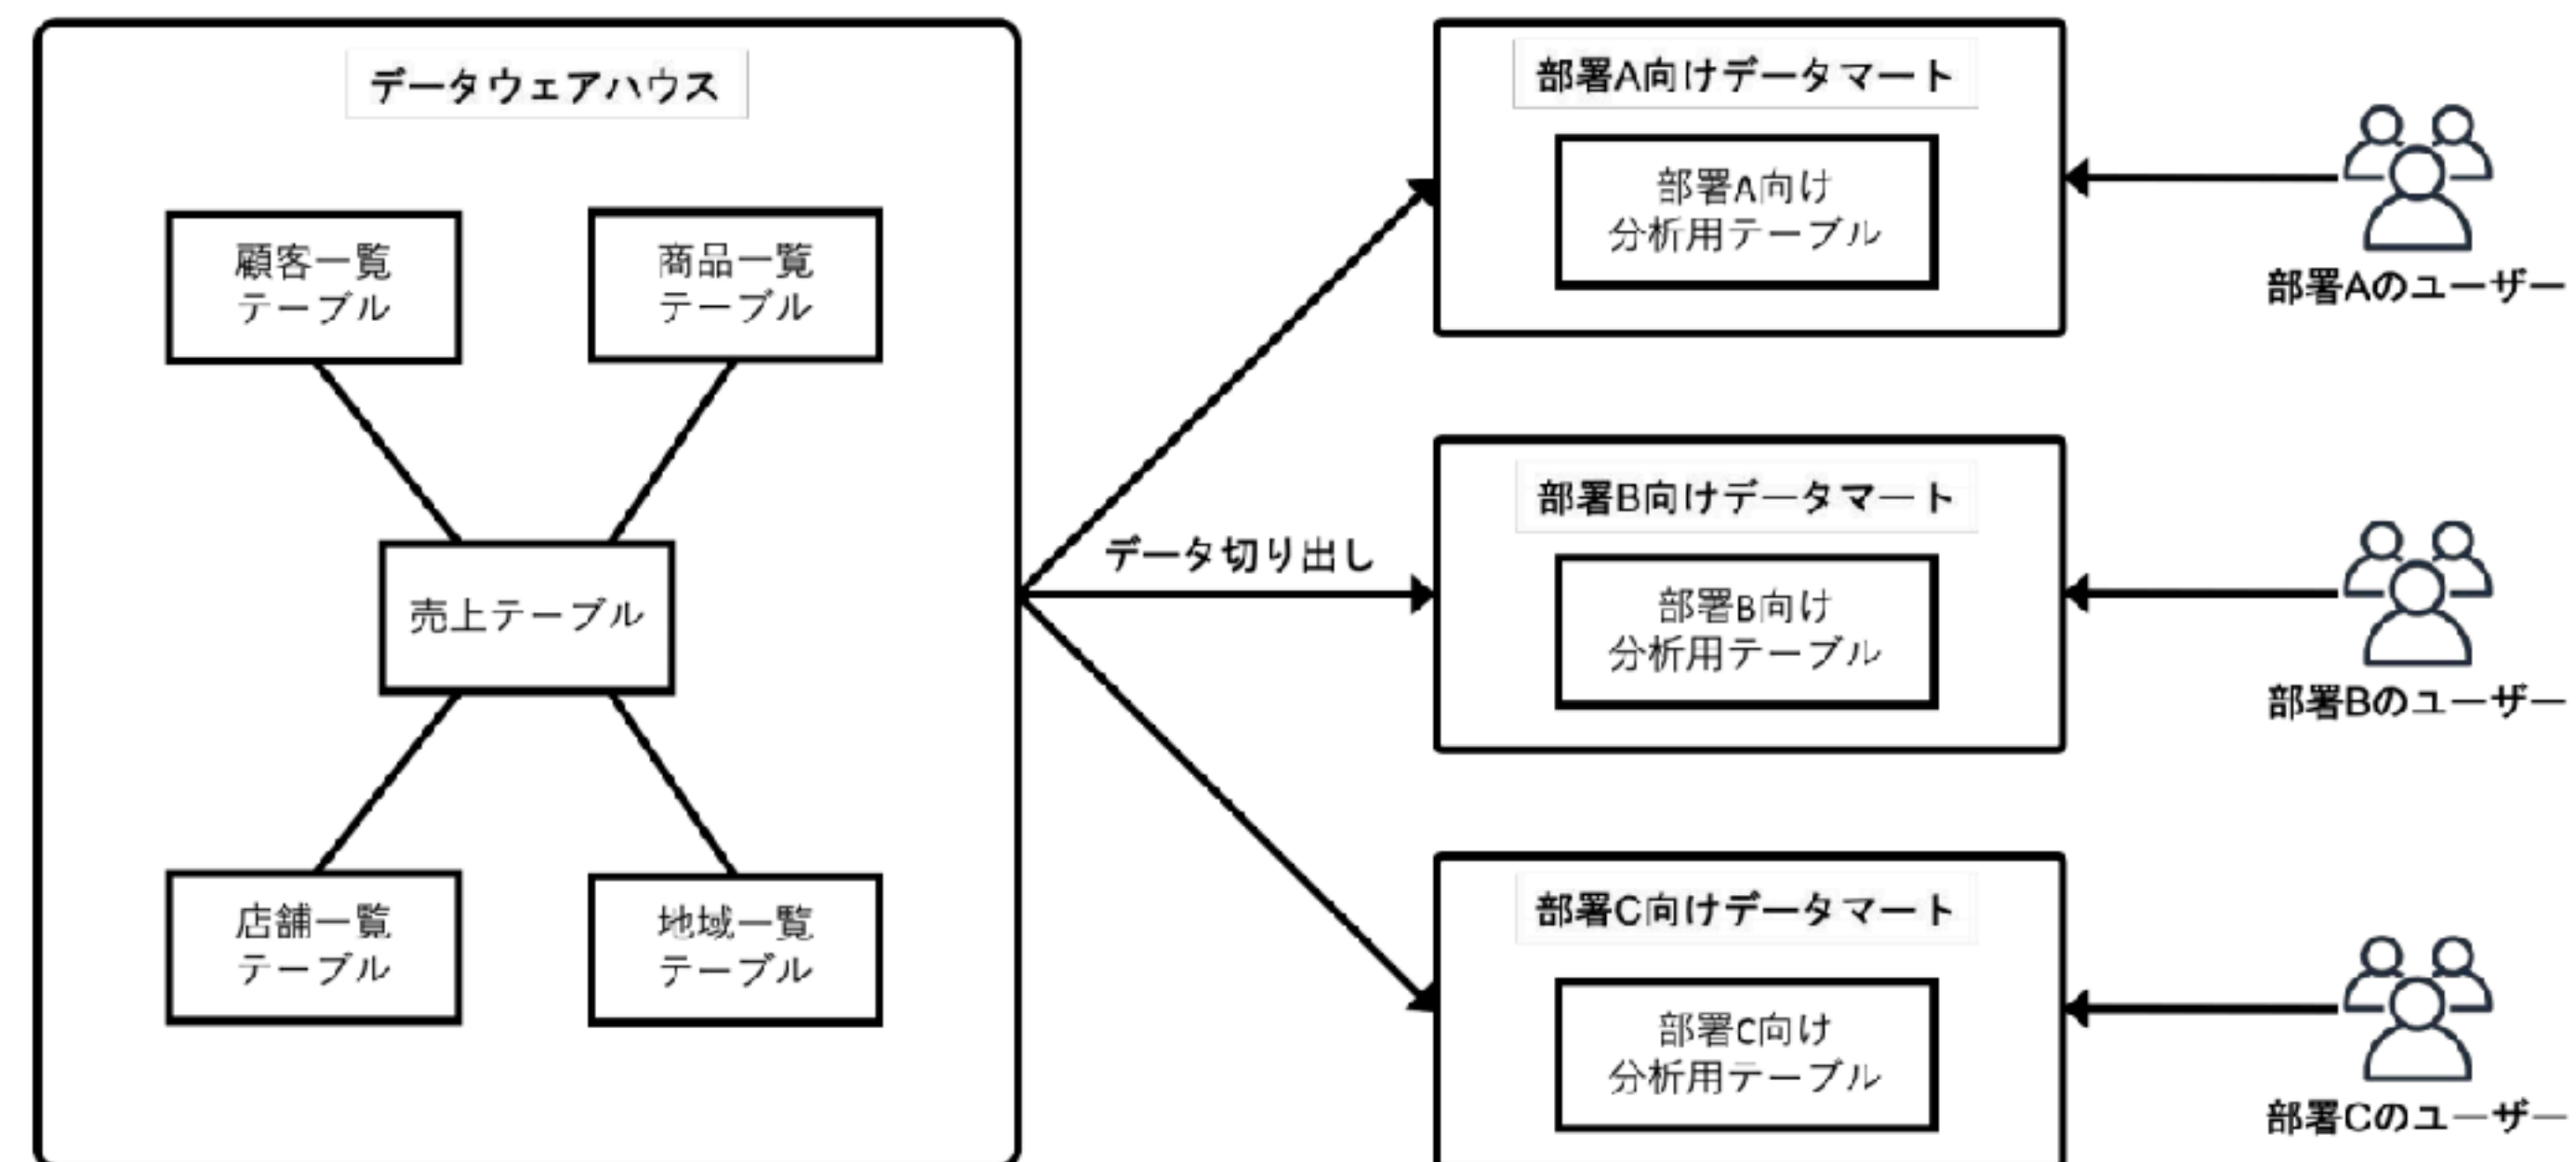 データウェアハウス
顧客一覧
テーブル
商品一覧
テーブル
売上テーブル
店舗一覧
テーブル
地域一覧
テーブル
データ切り出し
部署A向けデータマート
部署A向け
分析用テーブル
部署Aのユーザー
部署B向けデータマート
部署B向け
分析用テーブル
部署Bのユーザー
部署C向けデータマート
部署C向け
分析用テーブル
部署Cのユーザー